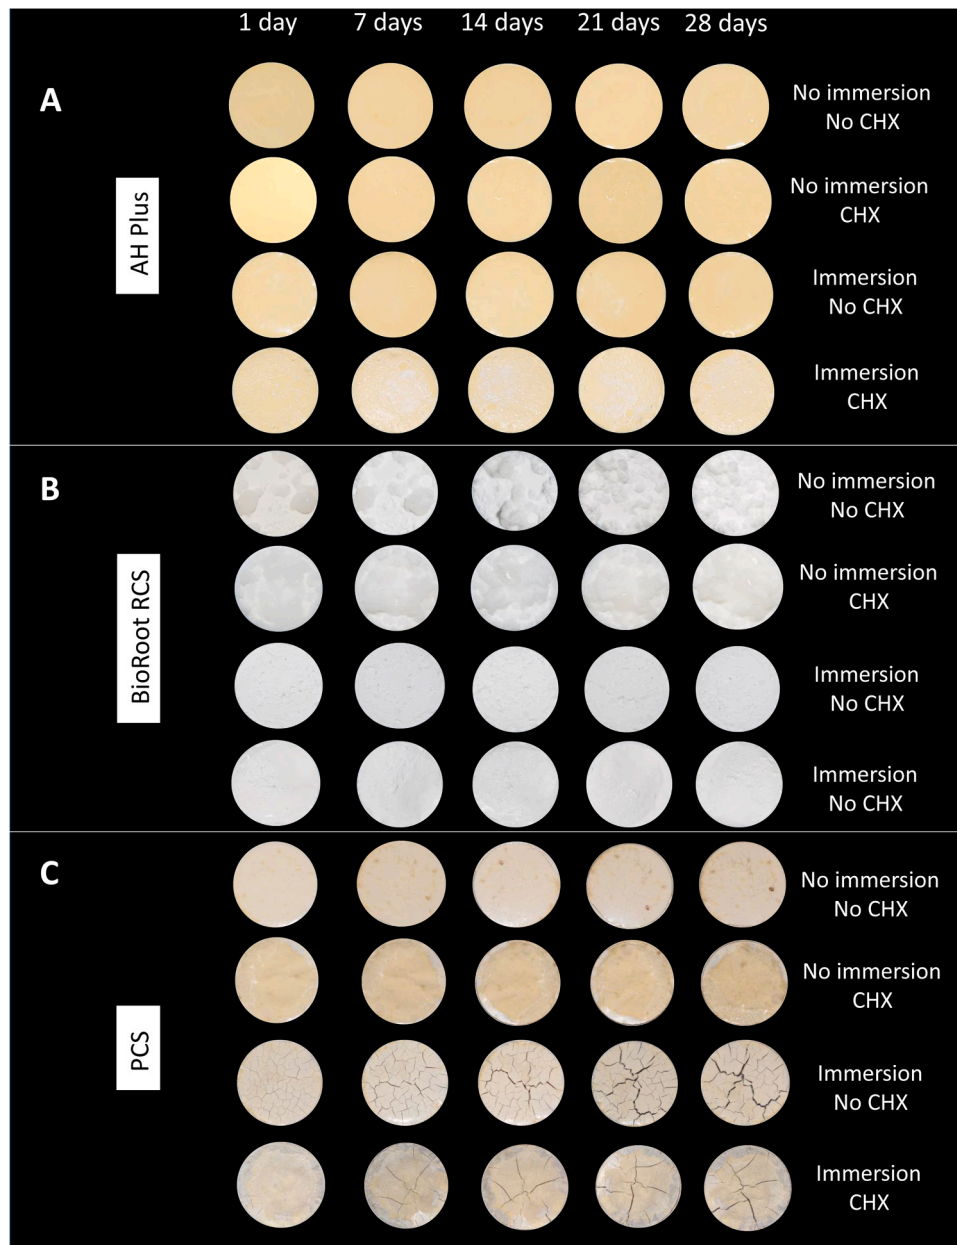 1 day 7 days 14 days 21 days 28 days
A
AH Plus
No immersion
No CHX
No immersion
CHX
Immersion
No CHX
Immersion
CHX
B
BioRoot RCS
No immersion
No CHX
No immersion
CHX
Immersion
No CHX
Immersion
No CHX
C
PCS
No immersion
No CHX
No immersion
CHX
Immersion
No CHX
Immersion
CHX